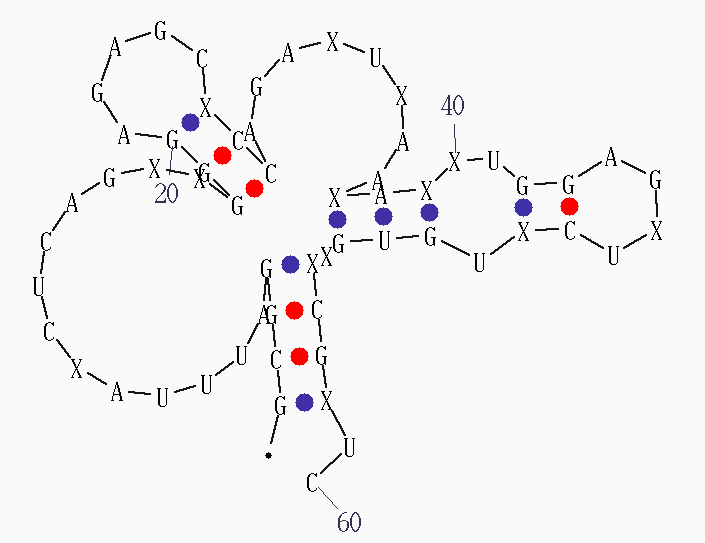 G C G G A U U U A X C U C A G X X G G G
20
A G A G C X C C A G A X U X A A X A X X
40
U G G A G X U C X U G U G X X C G X U C
60